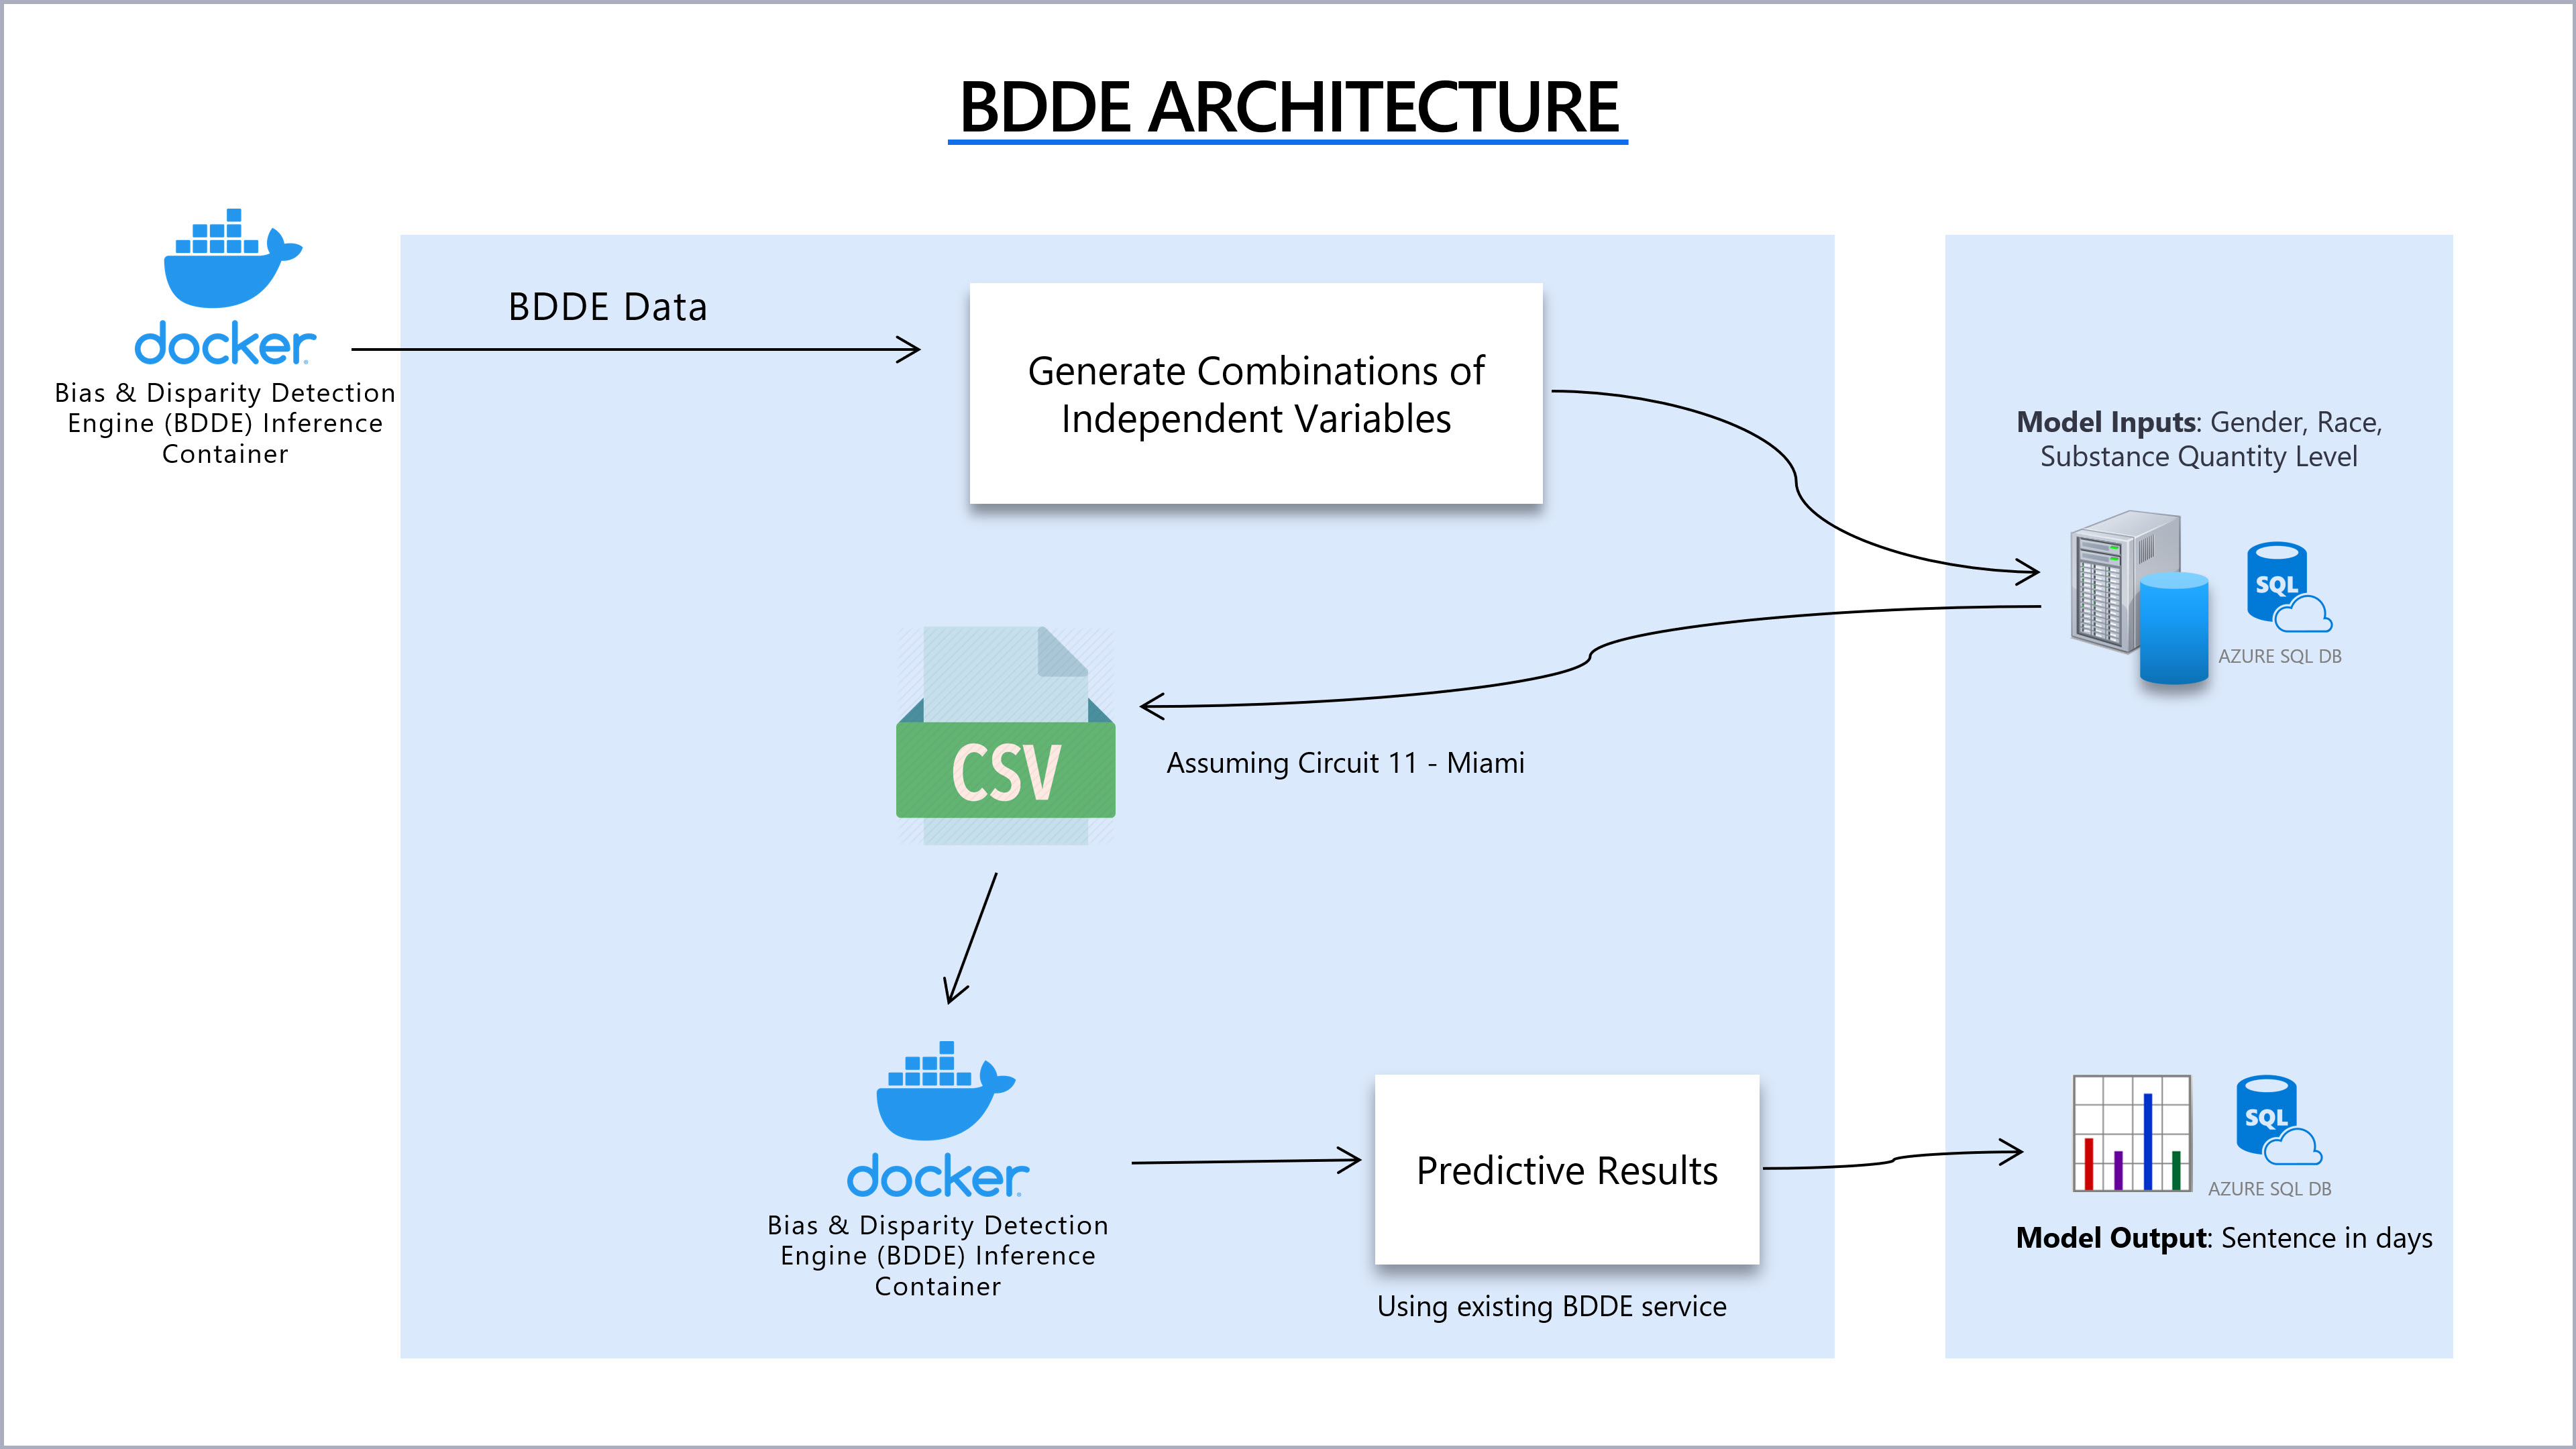 BDDE ARCHITECTURE
docker
Bias & Disparity Detection
Engine (BDDE) Inference
Container
BDDE Data
Generate Combinations of
Independent Variables
Model Inputs: Gender, Race,
Substance Quantity Level
SQL
AZURE SQL DB
CSV
Assuming Circuit 11 - Miami
docker
Bias & Disparity Detection
Engine (BDDE) Inference
Container
Predictive Results
Using existing BDDE service
SQL
AZURE SQL DB
Model Output: Sentence in days